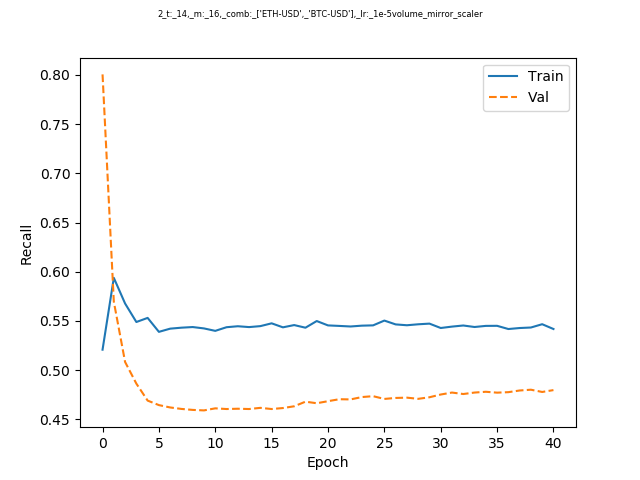 2_t:_14,_m:_16,_comb:_['ETH-USD',_'BTC-USD'],_lr:_1e-5volume_mirror_scaler
Train
Val
0.80
0.75
0.70
0.65
0.60
0.55
0.50
0.45
Recall
0 5 10 15 20 25 30 35 40
Epoch